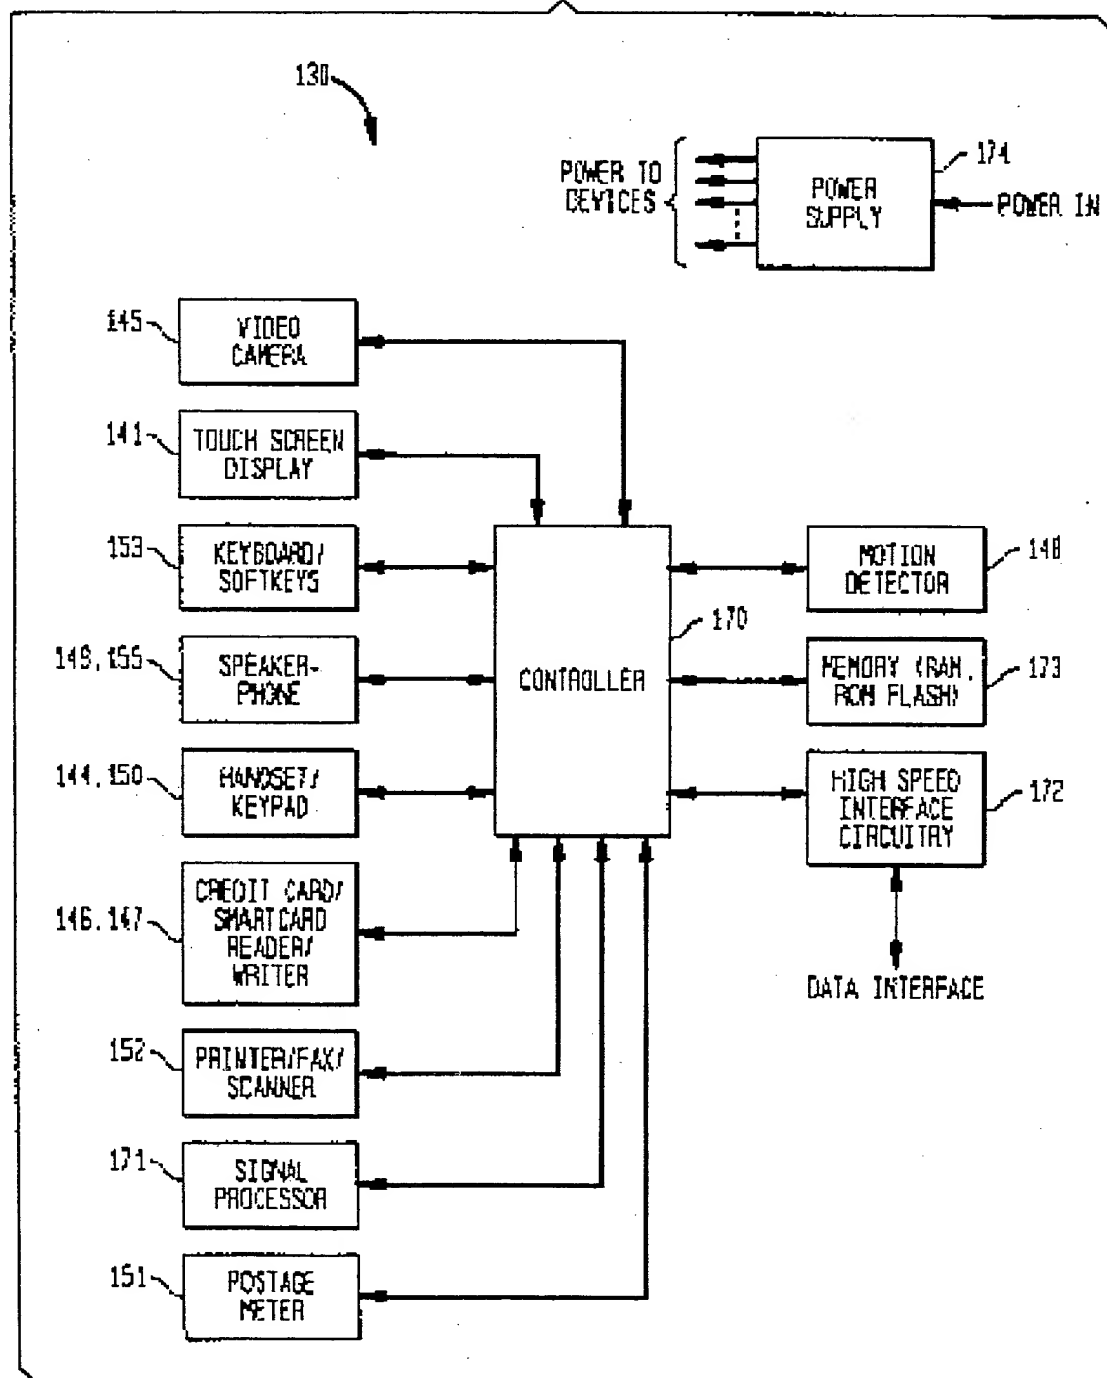 130
174
POWER TO
DEVICES
POWER
SUPPLY
POWER IN
145
VIDEO
CAMERA
141
TOUCH SCREEN
DISPLAY
153
KEYBOARD/
SOFTKEYS
MOTION
DETECTOR
148
170
149, 155
SPEAKER-
PHONE
CONTROLLER
MEMORY (RAM,
ROM FLASH)
173
144, 150
HANDSET/
KEYPAD
HIGH SPEED
INTERFACE
CIRCUITRY
172
146, 147
CREDIT CARD/
SMARTCARD
READER/
WRITER
DATA INTERFACE
152
PRINTER/FAX/
SCANNER
171
SIGNAL
PROCESSOR
151
POSTAGE
METER